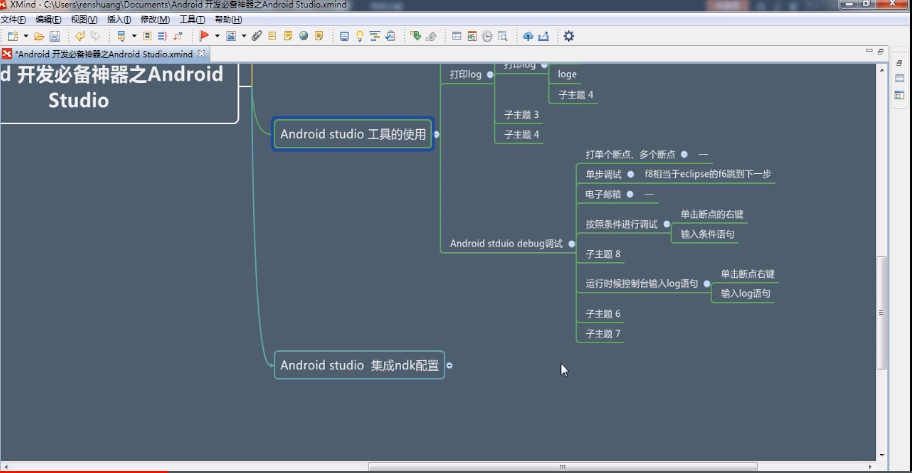 XMind - C:\Users\renshuang\Documents\Android 开发必备神器之Android Studio.xmind
文件(F) 编辑(E) 视图(V) 插入(I) 修改(M) 工具(T) 帮助(H)
*Android 开发必备神器之Android Studio.xmind
d 开发必备神器之Android
Studio
打印log
打印log
loge
子主题 4
子主题 3
子主题 4
Android studio 工具的使用
打单个断点、多个断点
单步调试
f8相当于eclipse的f6跳到下一步
电子邮箱
按照条件进行调试
单击断点的右键
输入条件语句
Android stduio debug调试
子主题 8
运行时候控制台输入log语句
单击断点右键
输入log语句
子主题 6
子主题 7
Android studio 集成ndk配置